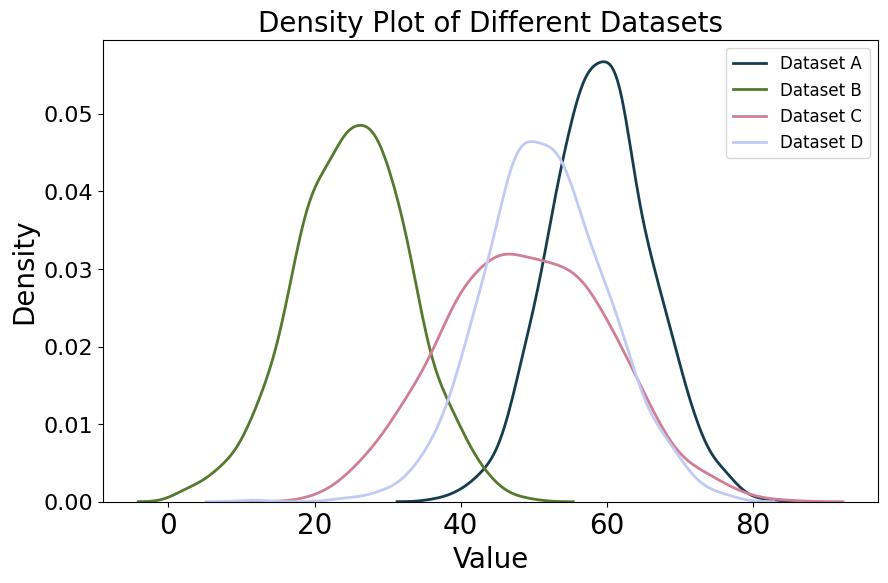 Density Plot of Different Datasets
Dataset A
Dataset B
Dataset C
Dataset D
Density
0.05
0.04
0.03
0.02
0.01
0.00
0 20 40 60 80
Value